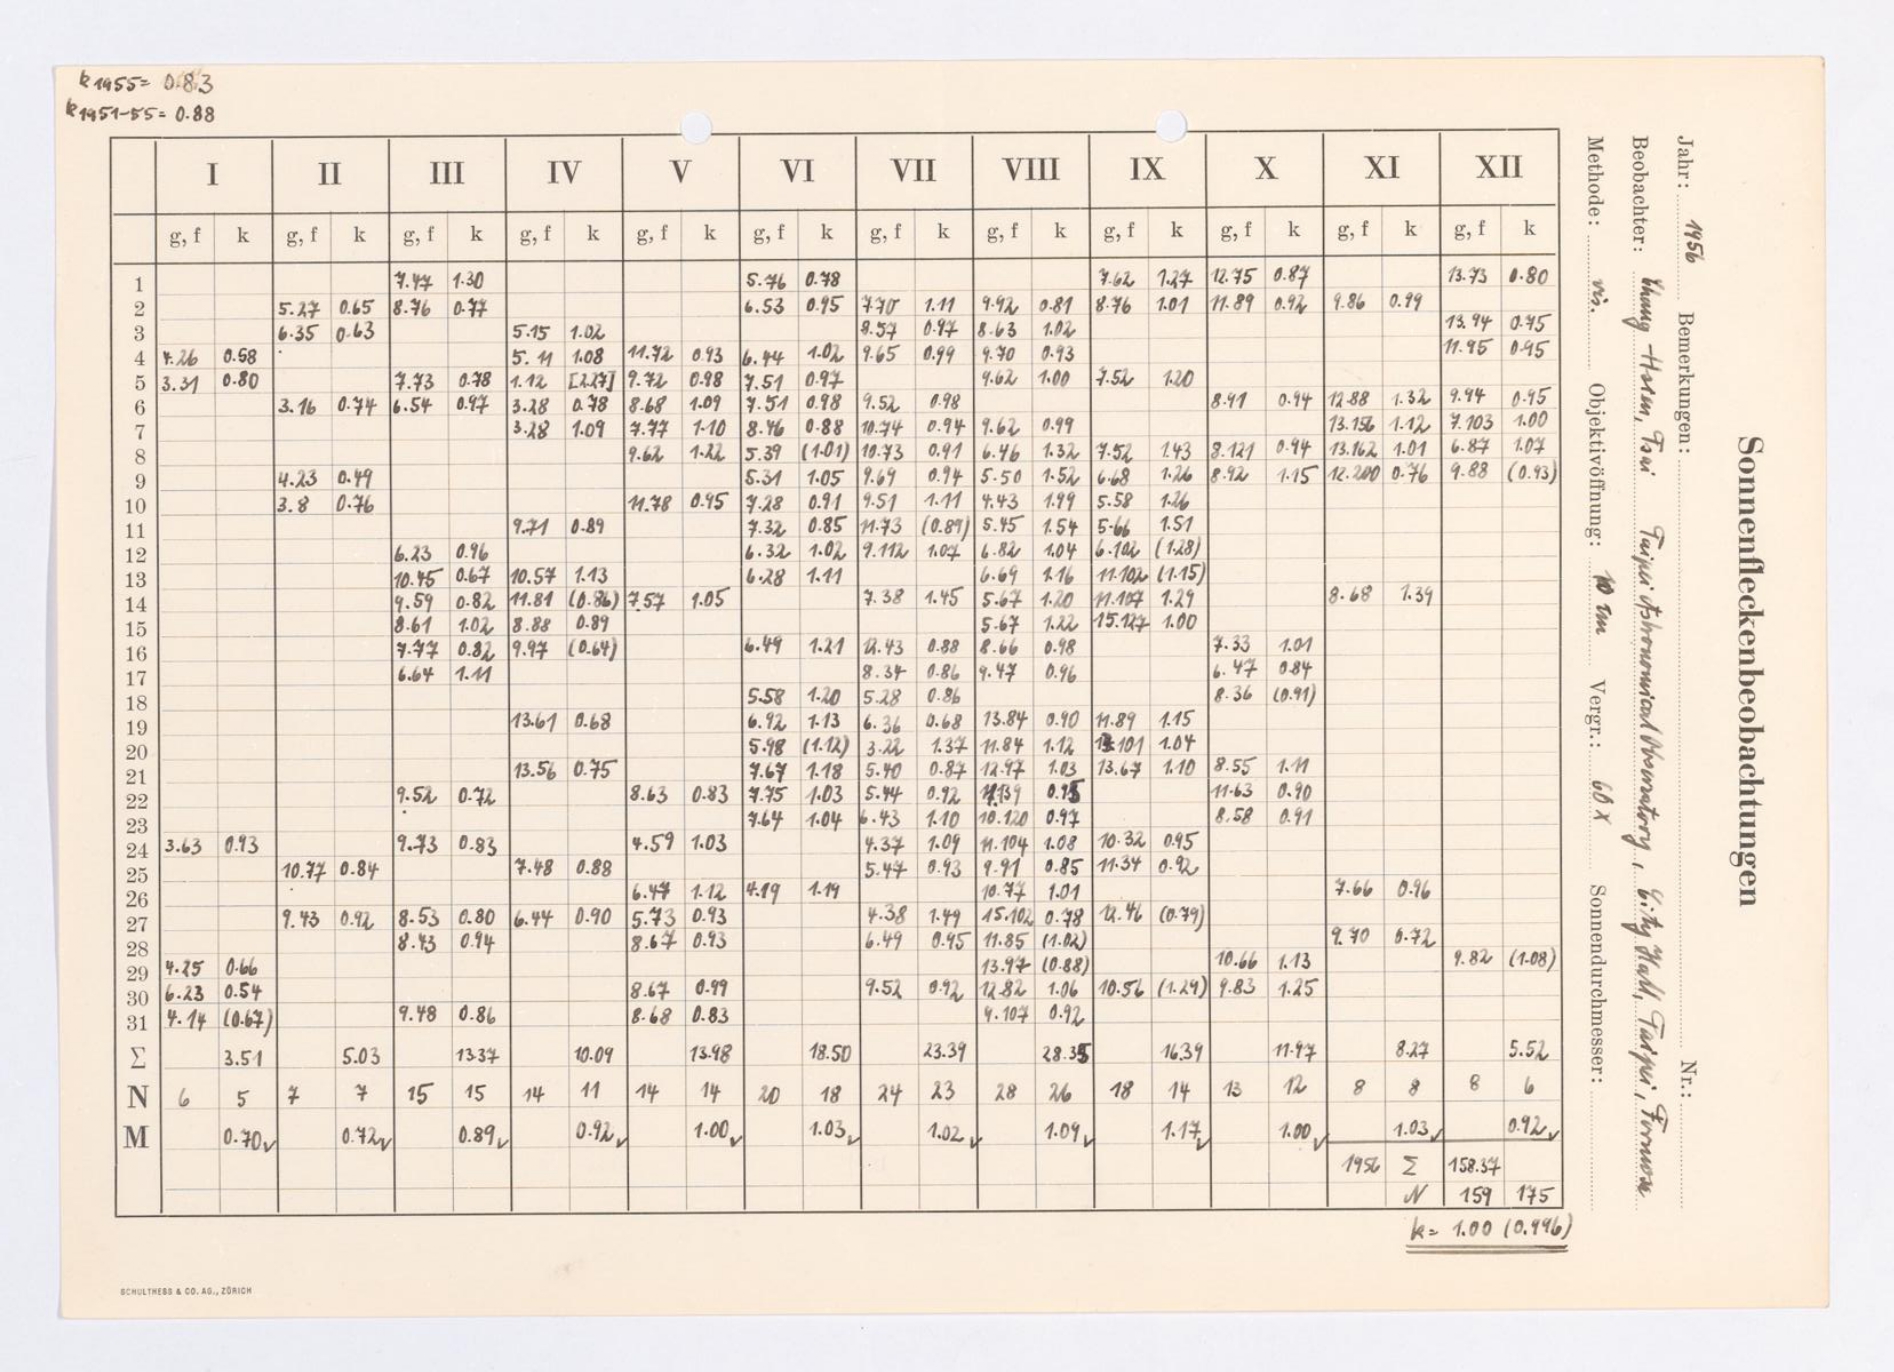 k1955= 0.83
k1951-55= 0.88
I II III IV V VI VII VIII IX X XI XII
g, f k g, f k g, f k g, f k g, f k g, f k g, f k g, f k g, f k g, f k g, f k g, f k
1 7.47 1.30 5.76 0.78 7.62 1.27 12.75 0.87 13.73 0.80
2 5.27 0.65 8.76 0.77 6.53 0.95 7.70 1.11 9.92 0.81 8.76 1.01 11.89 0.92 9.86 0.99
3 6.35 0.63 5.15 1.02 8.57 0.97 8.63 1.02 13.94 0.75
4 4.26 0.58 5.11 1.08 11.72 0.93 6.44 1.02 9.65 0.99 9.70 0.93 11.95 0.95
5 3.31 0.80 7.73 0.78 1.12 [2.27] 9.72 0.98 7.51 0.97 9.62 1.00 7.52 1.20
6 3.16 0.74 6.54 0.97 3.28 0.78 8.68 1.09 7.51 0.98 9.52 0.98 8.91 0.94 12.88 1.32 9.94 0.95
7 3.28 1.09 7.77 1.10 8.46 0.88 10.74 0.94 9.62 0.99 13.156 1.12 7.103 1.00
8 9.62 1.22 5.39 (1.01) 10.73 0.91 6.46 1.32 7.52 1.43 8.121 0.94 13.162 1.01 6.87 1.07
9 4.23 0.49 5.31 1.05 9.69 0.94 5.50 1.52 6.68 1.26 8.92 1.15 12.200 0.76 9.88 (0.93)
10 3.8 0.76 11.78 0.95 7.28 0.91 9.51 1.11 4.43 1.99 5.58 1.26
11 9.71 0.89 7.32 0.85 11.73 (0.89) 5.45 1.54 5.66 1.51
12 6.23 0.96 6.32 1.02 9.112 1.07 6.82 1.04 6.102 (1.28)
13 10.45 0.67 10.57 1.13 6.28 1.11 6.69 1.16 11.102 (1.15)
14 9.59 0.82 11.81 (0.86) 7.57 1.05 7.38 1.45 5.67 1.20 11.107 1.29 8.68 1.39
15 8.61 1.02 8.88 0.89 5.67 1.22 15.127 1.00
16 7.77 0.82 9.97 (0.64) 6.49 1.21 12.43 0.88 8.66 0.98 7.33 1.01
17 6.64 1.11 8.34 0.86 9.47 0.96 6.47 0.84
18 5.58 1.20 5.28 0.86 8.36 (0.91)
19 13.61 0.68 6.92 1.13 6.36 0.68 13.84 0.90 11.89 1.15
20 5.98 (1.12) 3.22 1.37 11.84 1.12 101 1.04
21 13.56 0.75 7.67 1.18 5.40 0.87 12.97 1.03 13.67 1.10 8.55 1.11
22 9.52 0.72 8.63 0.83 7.75 1.03 5.44 0.92 139 11.63 0.90
23 7.64 1.04 6.43 1.10 10.120 0.97 8.58 0.91
24 3.63 0.93 9.73 0.83 4.59 1.03 4.37 1.09 11.104 1.08 10.32 0.95
25 10.77 0.84 7.48 0.88 5.47 0.93 9.91 0.85 11.34 0.92
26 6.47 1.12 4.19 1.19 10.77 1.01 7.66 0.96
27 9.43 0.92 8.53 0.80 6.44 0.90 5.73 0.93 4.38 1.49 15.102 0.78 12.46 (0.79)
28 8.43 0.94 8.67 0.93 6.49 0.95 11.85 (1.02) 9.70 0.72
29 4.25 0.66 13.97 (0.88) 10.66 1.13 9.82 (1.08)
30 6.23 0.54 8.67 0.99 9.52 0.92 12.82 1.06 10.56 (1.29) 9.83 1.25
31 4.14 (0.67) 9.48 0.86 8.68 0.83 9.107 0.92
Σ 3.51 5.03 13.37 10.09 13.98 18.50 23.39 28.35 16.39 11.97 8.27 5.52
N 6 5 7 7 15 15 14 11 14 14 20 18 24 23 28 26 18 14 13 12 8 8 8 6
M 0.70✓ 0.72✓ 0.89✓ 0.92✓ 1.00✓ 1.03✓ 1.02✓ 1.09✓ 1.17✓ 1.00✓ 1.03✓ 0.92✓
1956 Σ 158.37
N 159 175
k= 1.00 (0.996)
SCHULTHESS & CO. AG., ZÜRICH
Sonnenfleckenbeobachtungen
Jahr: 1956 Bemerkungen: Nr.:
Beobachter: Tsai Taipei Astronomical Observatory, City Hall, Taipei, Formosa
Methode: vis. Objektivöffnung: 10 cm Vergr.: 60 x Sonnendurchmesser: